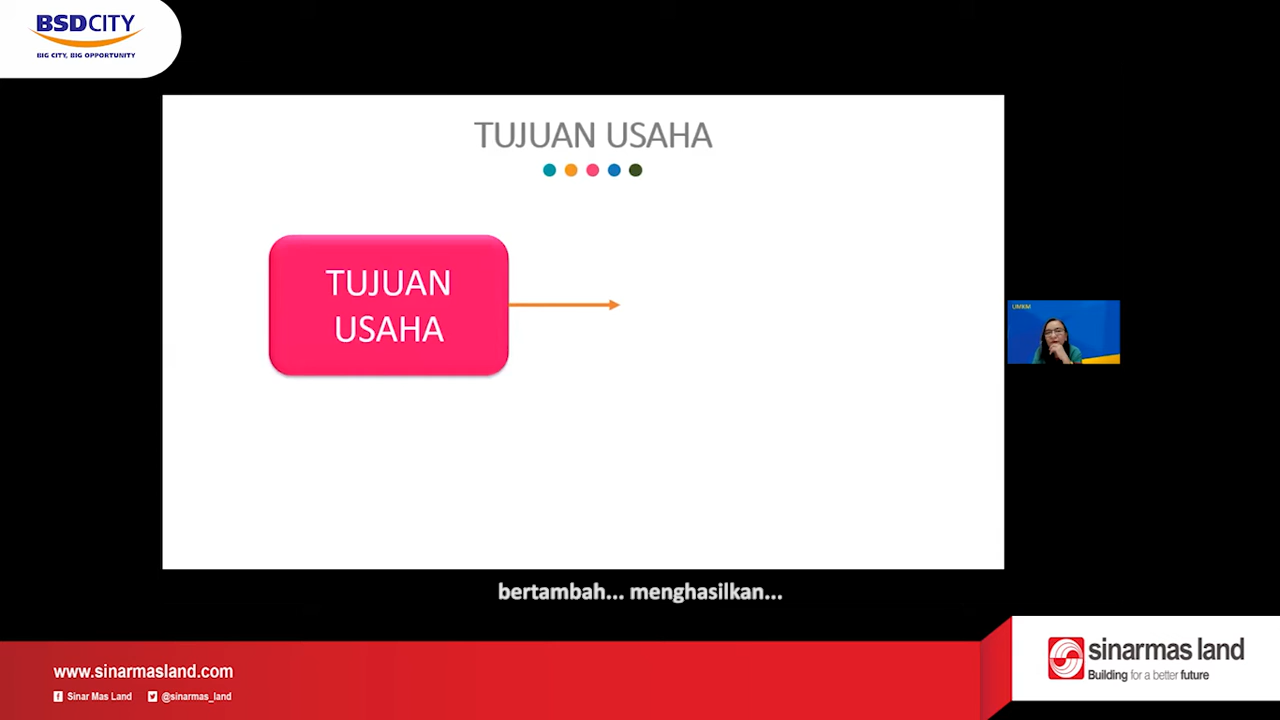 BSDCITY
BIG CITY, BIG OPPORTUNITY
TUJUAN USAHA
TUJUAN
USAHA
UMKM
bertambah... menghasilkan...
www.sinarmasland.com
Sinar Mas Land @sinarmas_land
sinarmas land
Building for a better future